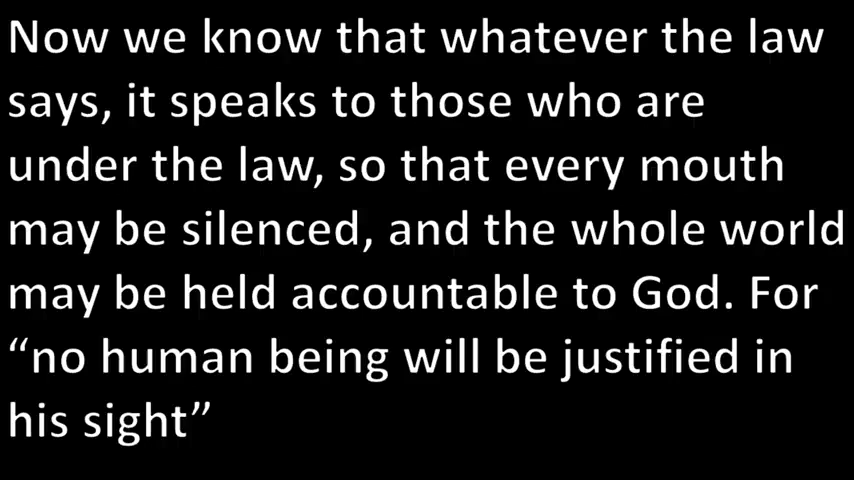 Now we know that whatever the law
says, it speaks to those who are
under the law, so that every mouth
may be silenced, and the whole world
may be held accountable to God. For
“no human being will be justified in
his sight”